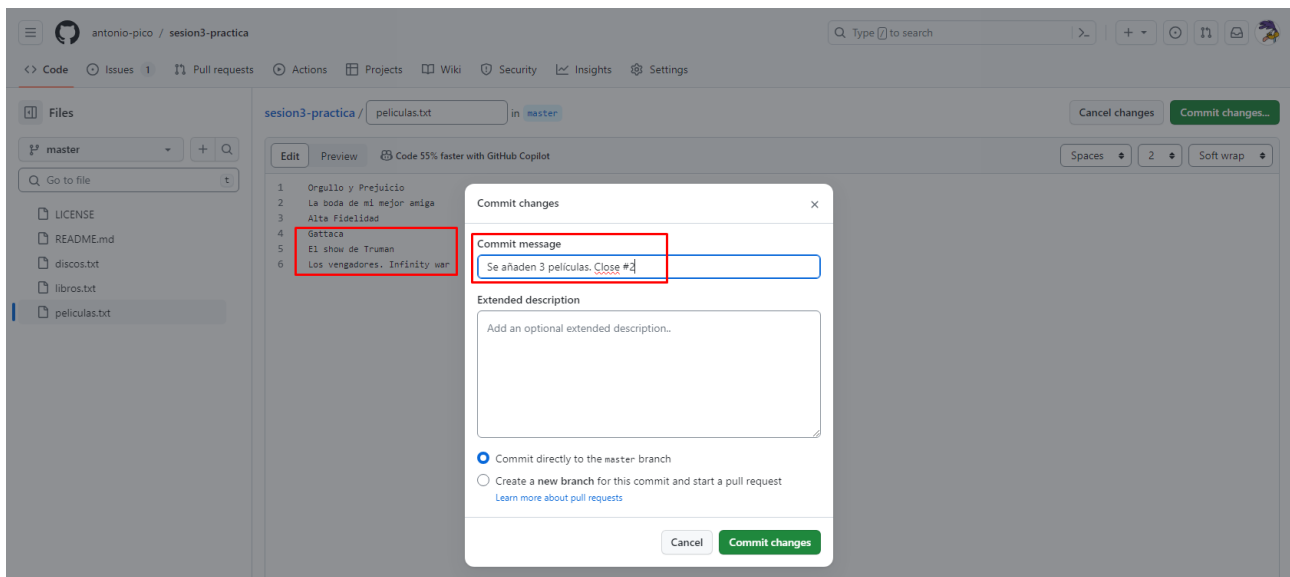 antonio-pico / sesion3-practica
Type / to search
Code
Issues 1
Pull requests
Actions
Projects
Wiki
Security
Insights
Settings
Files
sesion3-practica / peliculas.txt in master
Cancel changes
Commit changes...
master
Edit
Preview
Code 55% faster with GitHub Copilot
Spaces
2
Soft wrap
Go to file t
LICENSE
README.md
discos.txt
libros.txt
peliculas.txt
1 Orgullo y Prejuicio
2 La boda de mi mejor amiga
3 Alta Fidelidad
4 Gattaca
5 El show de Truman
6 Los vengadores. Infinity war
Commit changes
Commit message
Se añaden 3 películas. Close #2
Extended description
Add an optional extended description..
Commit directly to the master branch
Create a new branch for this commit and start a pull request
Learn more about pull requests
Cancel
Commit changes